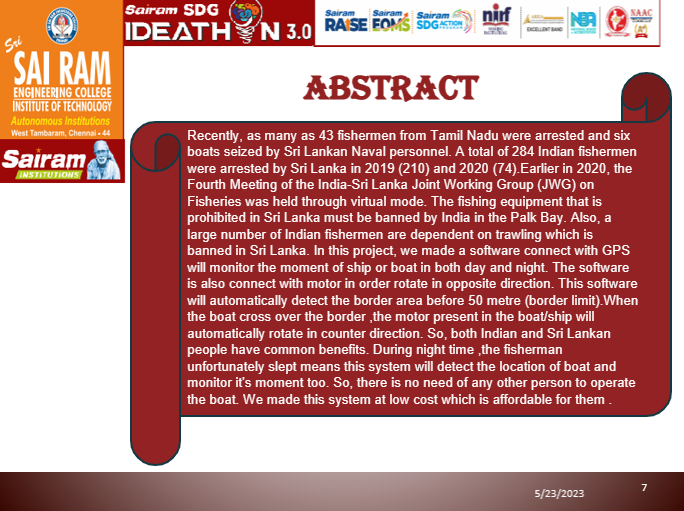 Sri
SAI RAM
ENGINEERING COLLEGE
INSTITUTE OF TECHNOLOGY
Autonomous Institutions
West Tambaram, Chennai - 44
Sairam
INSTITUTIONS
Sairam SDG
IDEATHON 3.0
Sairam
RAISE
Sairam
EOMS
Sairam
SDG ACTION
nirf
EXCELLENT BAND
NBA
NAAC
ABSTRACT
Recently, as many as 43 fishermen from Tamil Nadu were arrested and six
boats seized by Sri Lankan Naval personnel. A total of 284 Indian fishermen
were arrested by Sri Lanka in 2019 (210) and 2020 (74).Earlier in 2020, the
Fourth Meeting of the India-Sri Lanka Joint Working Group (JWG) on
Fisheries was held through virtual mode. The fishing equipment that is
prohibited in Sri Lanka must be banned by India in the Palk Bay. Also, a
large number of Indian fishermen are dependent on trawling which is
banned in Sri Lanka. In this project, we made a software connect with GPS
will monitor the moment of ship or boat in both day and night. The software
is also connect with motor in order rotate in opposite direction. This software
will automatically detect the border area before 50 metre (border limit).When
the boat cross over the border ,the motor present in the boat/ship will
automatically rotate in counter direction. So, both Indian and Sri Lankan
people have common benefits. During night time ,the fisherman
unfortunately slept means this system will detect the location of boat and
monitor it's moment too. So, there is no need of any other person to operate
the boat. We made this system at low cost which is affordable for them .
5/23/2023
7